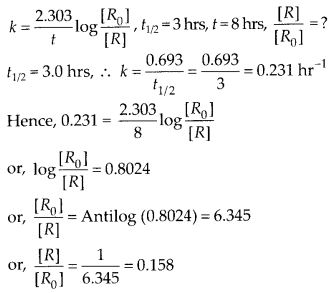 k = 2.303/t log [R₀]/[R] , t₁/₂ = 3 hrs, t = 8 hrs, [R]/[R₀] = ?
t₁/₂ = 3.0 hrs, ∴ k = 0.693/t₁/₂ = 0.693/3 = 0.231 hr⁻¹
Hence, 0.231 = 2.303/8 log [R₀]/[R]
or, log [R₀]/[R] = 0.8024
or, [R₀]/[R] = Antilog (0.8024) = 6.345
or, [R]/[R₀] = 1/6.345 = 0.158